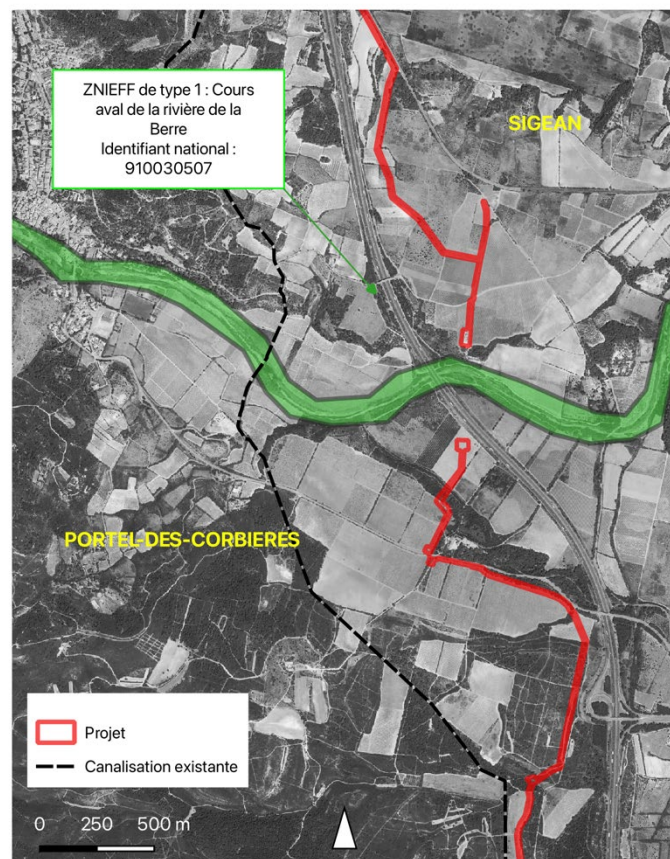 ZNIEFF de type 1 : Cours
aval de la rivière de la
Berre
Identifiant national :
910030507
SIGEAN
PORTEL-DES-CORBIERES
Projet
Canalisation existante
0 250 500 m